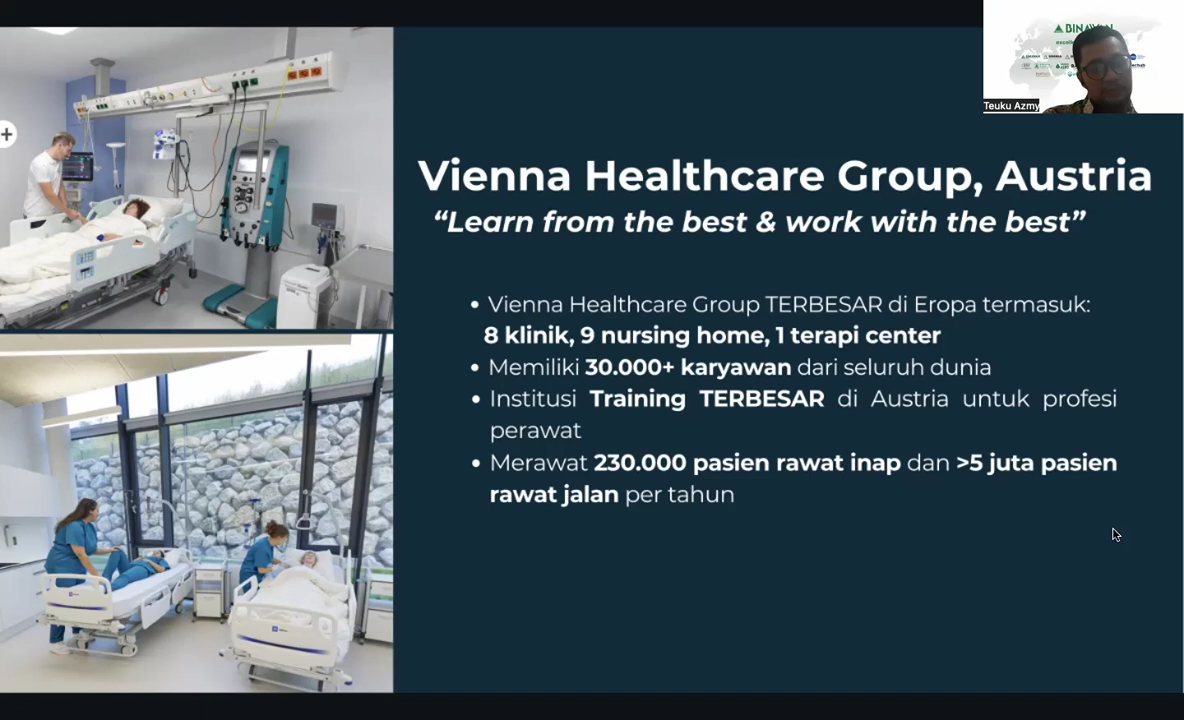 BINAWAN
Teuku Azmy
Vienna Healthcare Group, Austria
“Learn from the best & work with the best”
• Vienna Healthcare Group TERBESAR di Eropa termasuk:
8 klinik, 9 nursing home, 1 terapi center
• Memiliki 30.000+ karyawan dari seluruh dunia
• Institusi Training TERBESAR di Austria untuk profesi
perawat
• Merawat 230.000 pasien rawat inap dan >5 juta pasien
rawat jalan per tahun